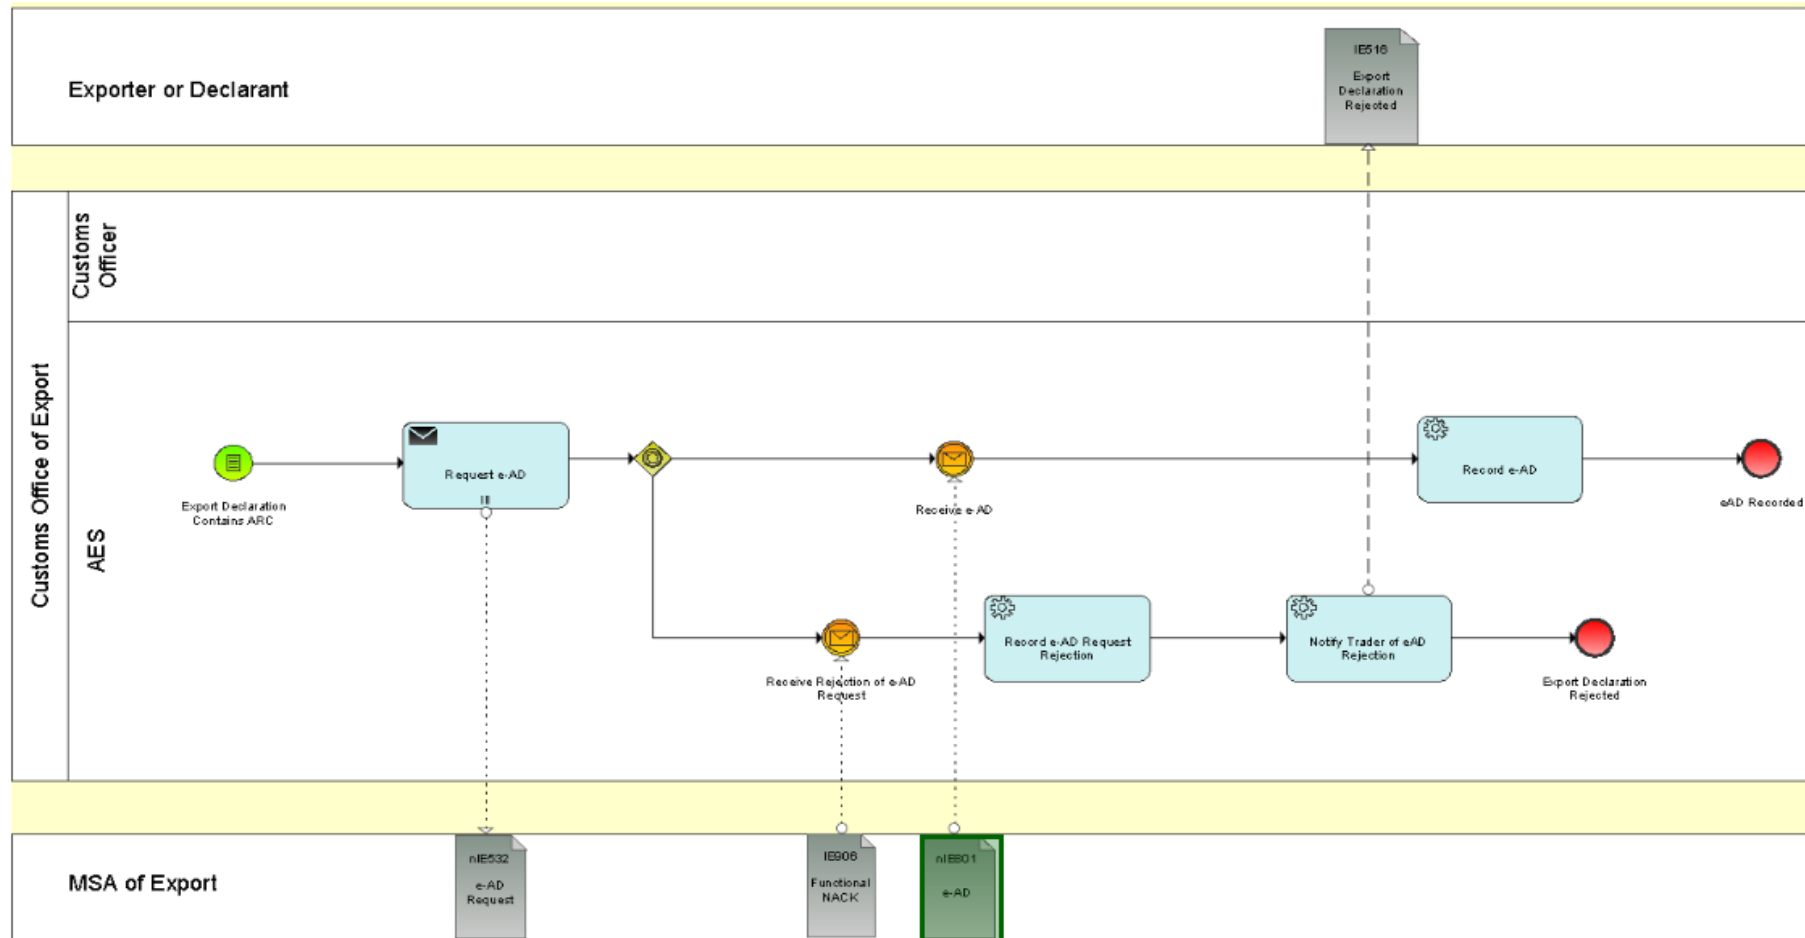 IE516
Export
Declaration
Rejected
Exporter or Declarant
Customs
Officer
Customs Office of Export
AES
Export Declaration
Contains ARC
Request e-AD
Receive e-AD
Record e-AD
eAD Recorded
Receive Rejection of e-AD
Request
Record e-AD Request
Rejection
Notify Trader of eAD
Rejection
Export Declaration
Rejected
MSA of Export
nIE532
e-AD
Request
IE906
Functional
NACK
nIE801
e-AD